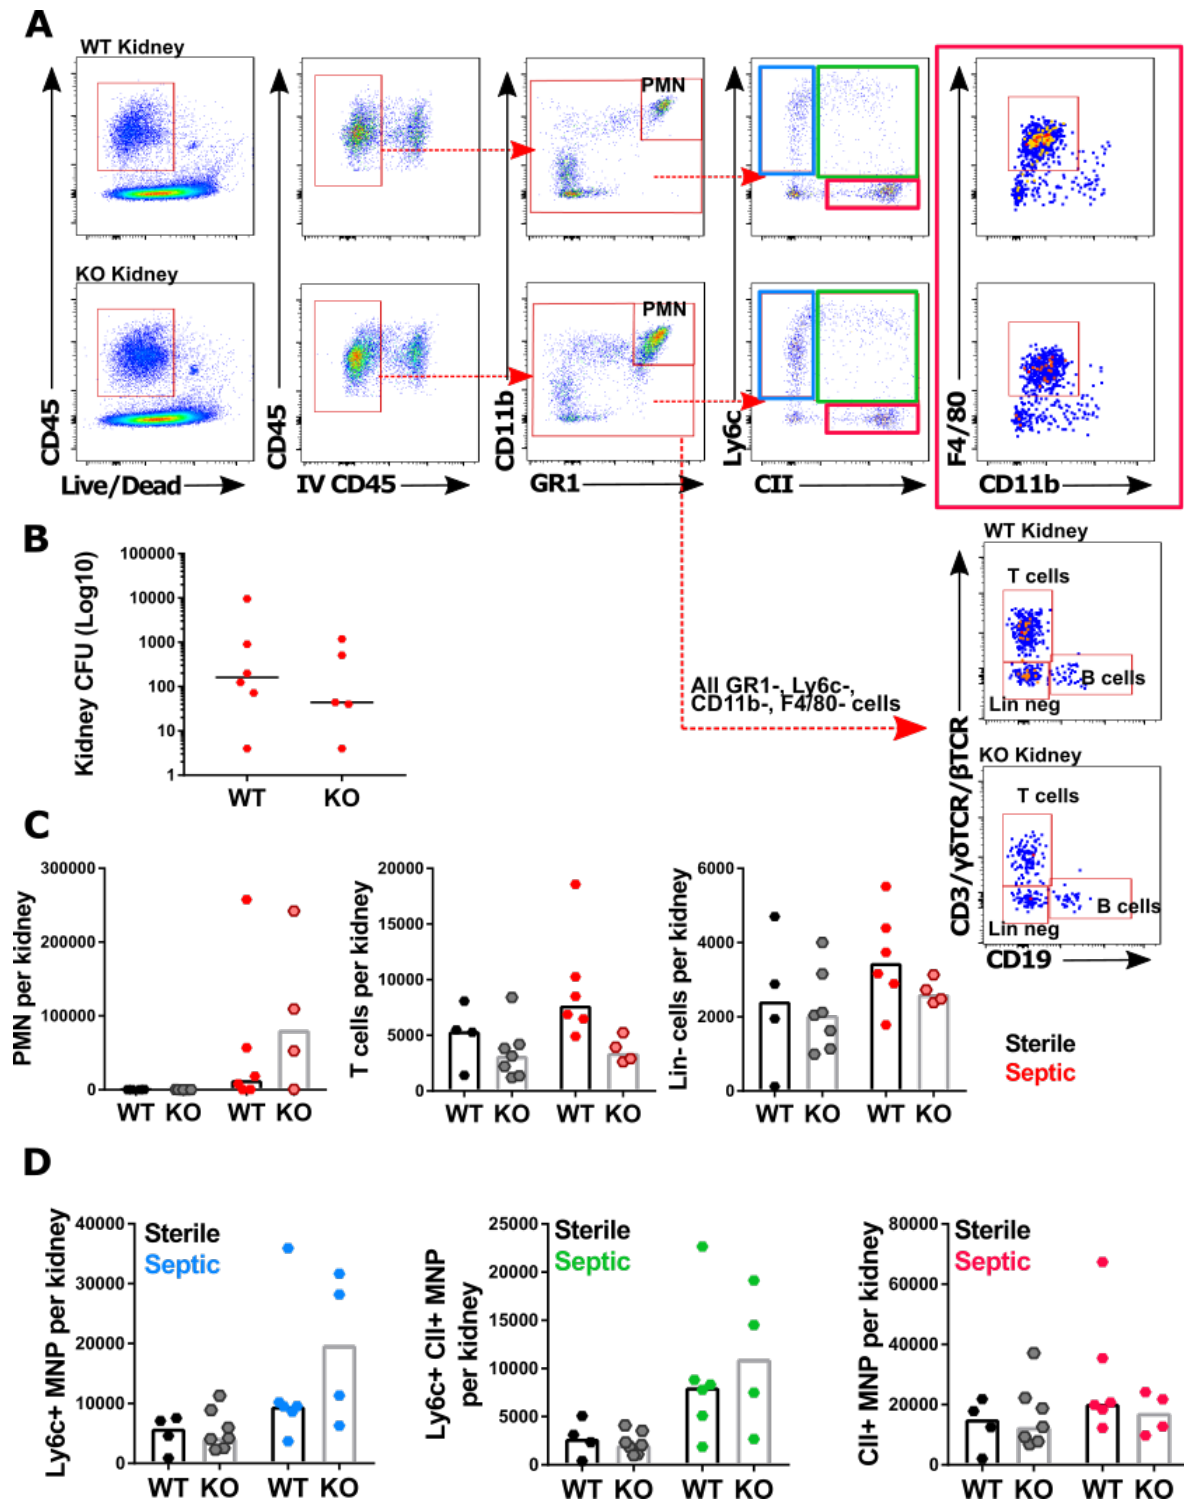 A
WT Kidney
PMN
CD45
CD45
CD11b
Ly6c
F4/80
KO Kidney
PMN
Live/Dead
IV CD45
GR1
CII
CD11b
B
Kidney CFU (Log10)
100000
10000
1000
100
10
1
WT KO
All GR1-, Ly6c-,
CD11b-, F4/80- cells
WT Kidney
T cells
B cells
Lin neg
KO Kidney
T cells
B cells
Lin neg
CD3/γδTCR/βTCR
CD19
C
PMN per kidney
300000
200000
100000
0
WT KO WT KO
T cells per kidney
20000
15000
10000
5000
0
WT KO WT KO
Lin- cells per kidney
6000
4000
2000
0
WT KO WT KO
Sterile
Septic
D
Ly6c+ MNP per kidney
40000
30000
20000
10000
0
Sterile
Septic
WT KO WT KO
Ly6c+ CII+ MNP
per kidney
25000
20000
15000
10000
5000
0
Sterile
Septic
WT KO WT KO
CII+ MNP per kidney
80000
60000
40000
20000
0
Sterile
Septic
WT KO WT KO